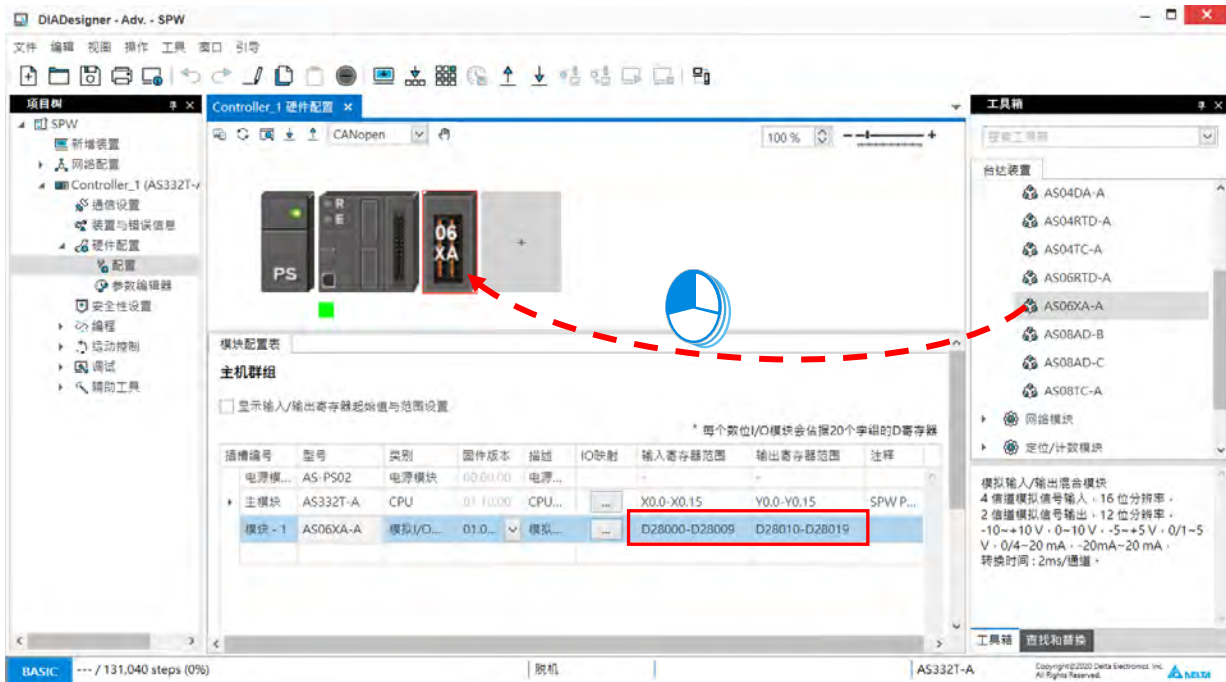 DIADesigner - Adv. - SPW
文件 编辑 视图 操作 工具 窗口 引导
项目树
SPW
新增装置
网络配置
Controller_1 (AS332T-A
通信设置
装置与错误信息
硬件配置
配置
参数编辑器
安全性设置
编程
运动控制
调试
辅助工具
Controller_1 硬件配置
CANopen
100 %
PS
R
E
06
XA
+
模块配置表
主机群组
显示输入/输出寄存器起始值与范围设置
* 每个数位I/O模块会佔据20个字组的D寄存器
插槽编号 型号 类别 固件版本 描述 IO映射 输入寄存器范围 输出寄存器范围 注释
电源模... AS-PS02 电源模块 00.00.00 电源... - -
主模块 AS332T-A CPU 01.10.00 CPU... ... X0.0-X0.15 Y0.0-Y0.15 SPW P...
模块 - 1 AS06XA-A 模拟I/O... 01.0... 模拟... ... D28000-D28009 D28010-D28019
工具箱
搜索工具箱
台达装置
AS04DA-A
AS04RTD-A
AS04TC-A
AS06RTD-A
AS06XA-A
AS08AD-B
AS08AD-C
AS08TC-A
网络模块
定位/计数模块
模拟输入/输出混合模块
4 信道模拟信号输入，16 位分辨率，
2 信道模拟信号输出，12 位分辨率，
-10~+10 V，0~10 V，-5~+5 V，0/1~5
V，0/4~20 mA，-20mA~20 mA，
转换时间 : 2ms/通道。
工具箱 查找和替换
BASIC --- / 131,040 steps (0%) 脱机 AS332T-A
Copyright©2020 Delta Electronics, Inc.
All Rights Reserved.
DELTA